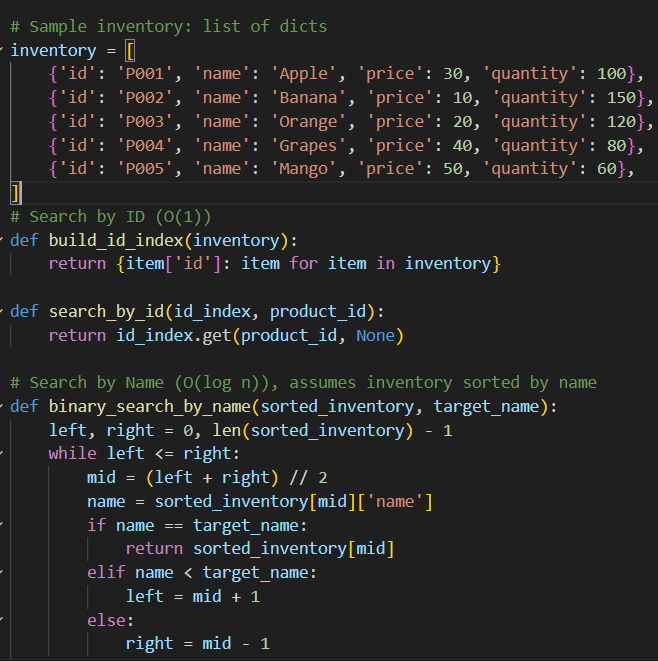 # Sample inventory: list of dicts
inventory = [
    {'id': 'P001', 'name': 'Apple', 'price': 30, 'quantity': 100},
    {'id': 'P002', 'name': 'Banana', 'price': 10, 'quantity': 150},
    {'id': 'P003', 'name': 'Orange', 'price': 20, 'quantity': 120},
    {'id': 'P004', 'name': 'Grapes', 'price': 40, 'quantity': 80},
    {'id': 'P005', 'name': 'Mango', 'price': 50, 'quantity': 60},
]
# Search by ID (O(1))
def build_id_index(inventory):
    return {item['id']: item for item in inventory}

def search_by_id(id_index, product_id):
    return id_index.get(product_id, None)

# Search by Name (O(log n)), assumes inventory sorted by name
def binary_search_by_name(sorted_inventory, target_name):
    left, right = 0, len(sorted_inventory) - 1
    while left <= right:
        mid = (left + right) // 2
        name = sorted_inventory[mid]['name']
        if name == target_name:
            return sorted_inventory[mid]
        elif name < target_name:
            left = mid + 1
        else:
            right = mid - 1